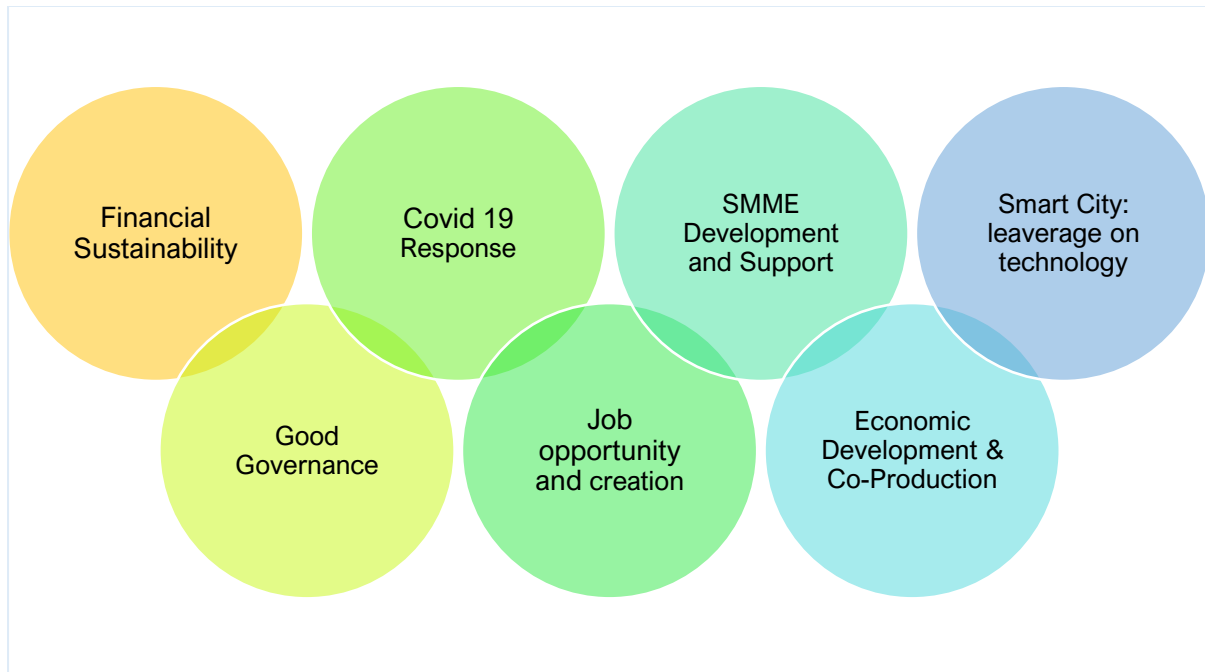 Financial
Sustainability
Covid 19
Response
SMME
Development
and Support
Smart City:
leaverage on
technology
Good
Governance
Job
opportunity
and creation
Economic
Development &
Co-Production